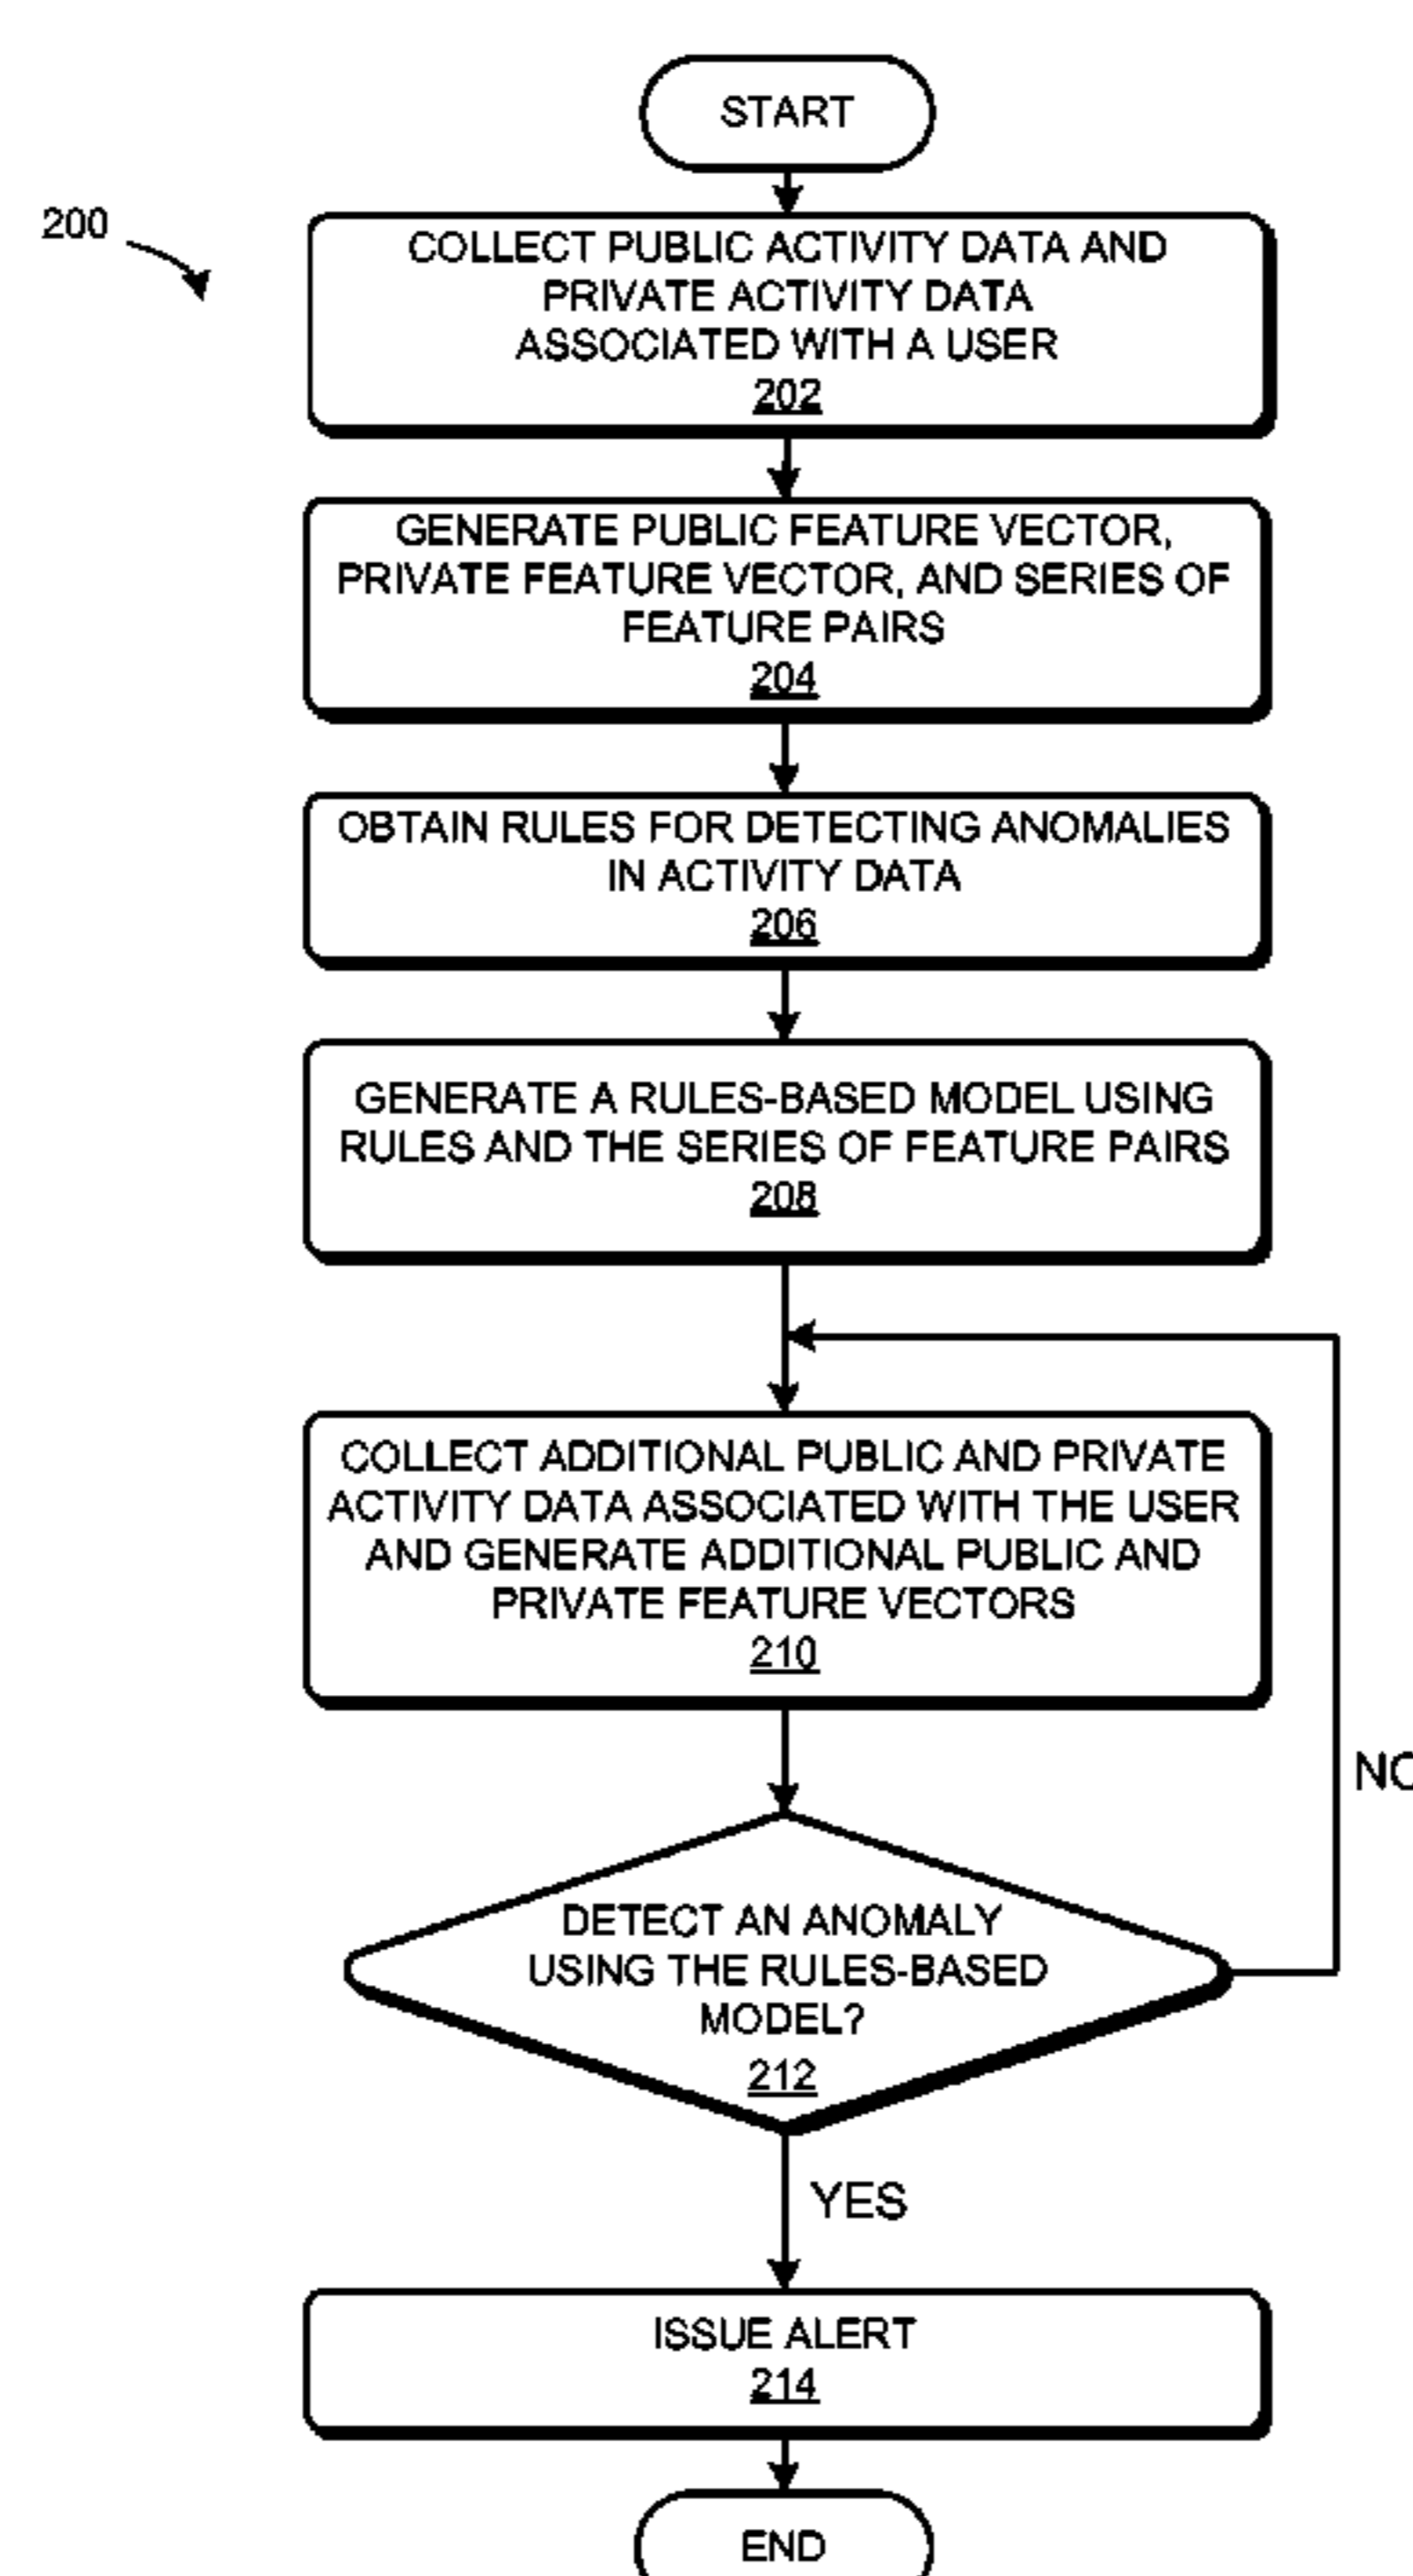 START
200
COLLECT PUBLIC ACTIVITY DATA AND
PRIVATE ACTIVITY DATA
ASSOCIATED WITH A USER
202
GENERATE PUBLIC FEATURE VECTOR,
PRIVATE FEATURE VECTOR, AND SERIES OF
FEATURE PAIRS
204
OBTAIN RULES FOR DETECTING ANOMALIES
IN ACTIVITY DATA
206
GENERATE A RULES-BASED MODEL USING
RULES AND THE SERIES OF FEATURE PAIRS
208
COLLECT ADDITIONAL PUBLIC AND PRIVATE
ACTIVITY DATA ASSOCIATED WITH THE USER
AND GENERATE ADDITIONAL PUBLIC AND
PRIVATE FEATURE VECTORS
210
NO
DETECT AN ANOMALY
USING THE RULES-BASED
MODEL?
212
YES
ISSUE ALERT
214
END